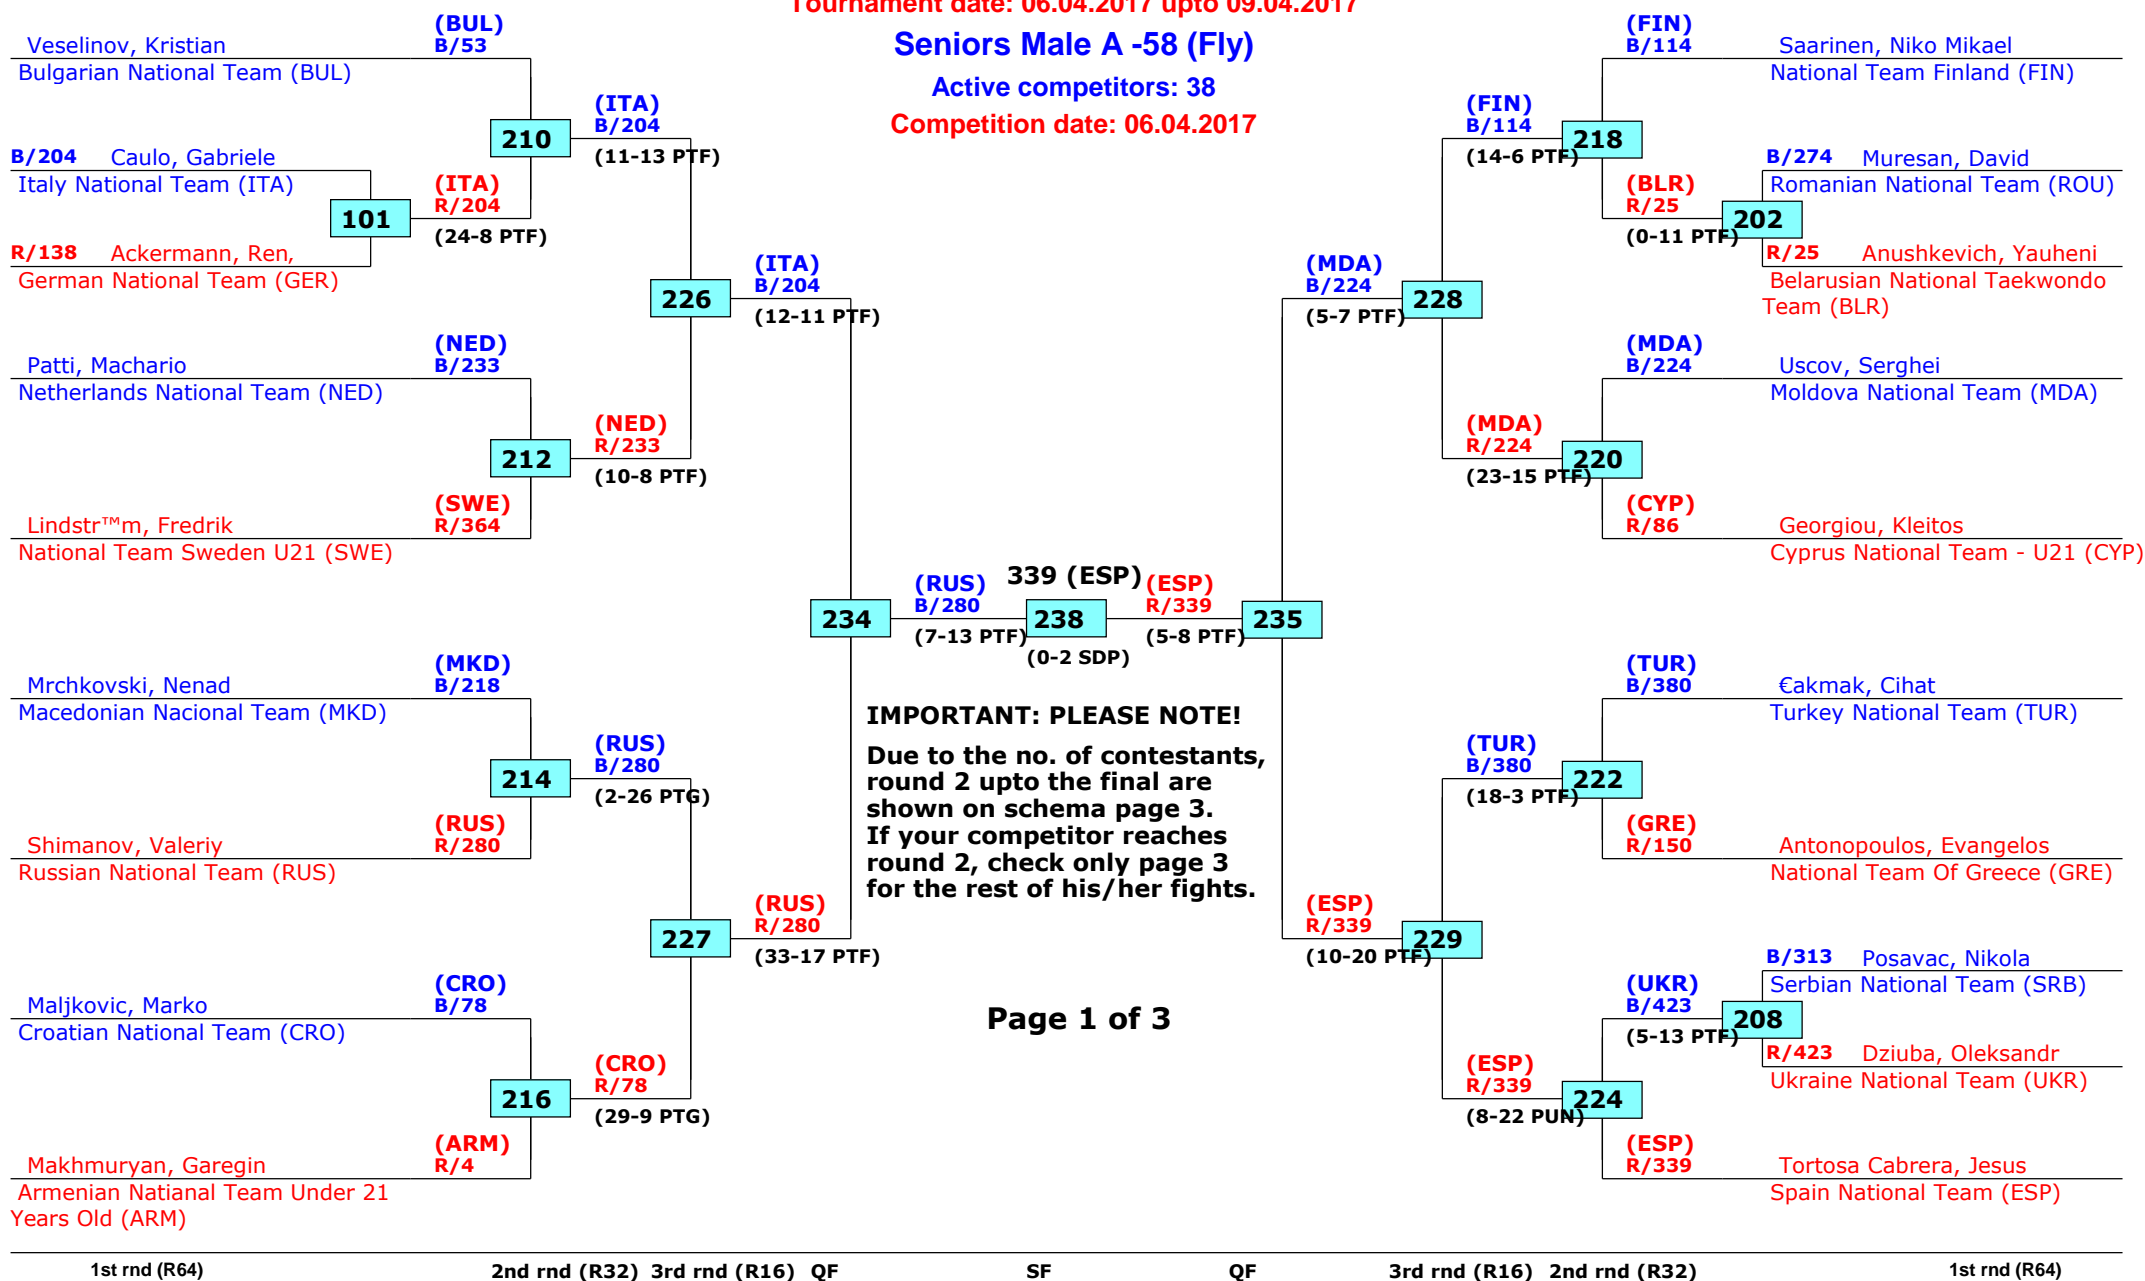 Tournament date: 06.04.2017 upto 09.04.2017
Seniors Male A -58 (Fly)
Active competitors: 38
Competition date: 06.04.2017
Veselinov, Kristian
Bulgarian National Team (BUL)
(BUL)
B/53
B/204 Caulo, Gabriele
Italy National Team (ITA)
101
R/138 Ackermann, Ren,
German National Team (GER)
(ITA)
R/204
(24-8 PTF)
210
(ITA)
B/204
(11-13 PTF)
Patti, Machario
Netherlands National Team (NED)
(NED)
B/233
Lindstr™m, Fredrik
National Team Sweden U21 (SWE)
(SWE)
R/364
212
(NED)
R/233
(10-8 PTF)
226
(ITA)
B/204
(12-11 PTF)
Mrchkovski, Nenad
Macedonian Nacional Team (MKD)
(MKD)
B/218
Shimanov, Valeriy
Russian National Team (RUS)
(RUS)
R/280
214
(RUS)
B/280
(2-26 PTG)
Maljkovic, Marko
Croatian National Team (CRO)
(CRO)
B/78
Makhmuryan, Garegin
Armenian Natianal Team Under 21
Years Old (ARM)
(ARM)
R/4
216
(CRO)
R/78
(29-9 PTG)
227
(RUS)
R/280
(33-17 PTF)
234
(RUS)
B/280
(7-13 PTF)
339 (ESP)
238
(0-2 SDP)
(ESP)
R/339
(5-8 PTF)
235
IMPORTANT: PLEASE NOTE!
Due to the no. of contestants,
round 2 upto the final are
shown on schema page 3.
If your competitor reaches
round 2, check only page 3
for the rest of his/her fights.
Page 1 of 3
(FIN)
B/114
Saarinen, Niko Mikael
National Team Finland (FIN)
B/274 Muresan, David
Romanian National Team (ROU)
202
R/25 Anushkevich, Yauheni
Belarusian National Taekwondo
Team (BLR)
(BLR)
R/25
(0-11 PTF)
218
(FIN)
B/114
(14-6 PTF)
(MDA)
B/224
Uscov, Serghei
Moldova National Team (MDA)
(CYP)
R/86
Georgiou, Kleitos
Cyprus National Team - U21 (CYP)
220
(MDA)
R/224
(23-15 PTF)
228
(MDA)
B/224
(5-7 PTF)
(TUR)
B/380
€akmak, Cihat
Turkey National Team (TUR)
(GRE)
R/150
Antonopoulos, Evangelos
National Team Of Greece (GRE)
222
(TUR)
B/380
(18-3 PTF)
B/313 Posavac, Nikola
Serbian National Team (SRB)
208
R/423 Dziuba, Oleksandr
Ukraine National Team (UKR)
(UKR)
B/423
(5-13 PTF)
(ESP)
R/339
Tortosa Cabrera, Jesus
Spain National Team (ESP)
224
(ESP)
R/339
(8-22 PUN)
229
(ESP)
R/339
(10-20 PTF)
1st rnd (R64) 2nd rnd (R32) 3rd rnd (R16) QF SF QF 3rd rnd (R16) 2nd rnd (R32) 1st rnd (R64)